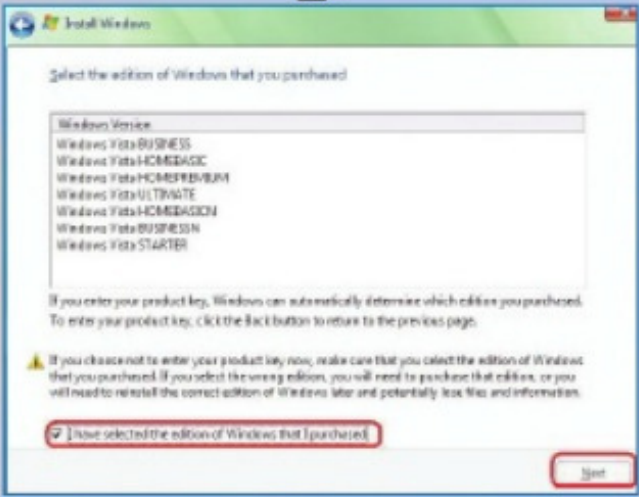 Install Windows
Select the edition of Windows that you purchased
Windows Version
Windows Vista BUSINESS
Windows Vista HOMEBASIC
Windows Vista HOMEPREMIUM
Windows Vista ULTIMATE
Windows Vista HOMEBASICN
Windows Vista BUSINESSN
Windows Vista STARTER
If you enter your product key, Windows can automatically determine which edition you purchased.
To enter your product key, click the Back button to return to the previous page.
If you choose not to enter your product key now, make sure that you select the edition of Windows
that you purchased. If you select the wrong edition, you will need to purchase that edition, or you
will need to reinstall the correct edition of Windows later and potentially lose files and information.
I have selected the edition of Windows that I purchased
Next